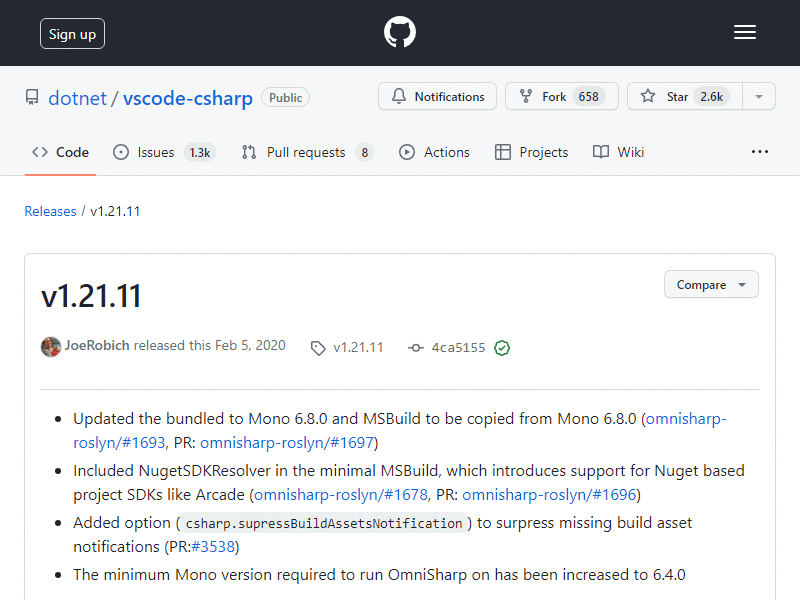 Sign up
dotnet / vscode-csharp Public
Notifications Fork 658 Star 2.6k
Code Issues 1.3k Pull requests 8 Actions Projects Wiki
Releases / v1.21.11
v1.21.11
Compare
JoeRobich released this Feb 5, 2020 v1.21.11 4ca5155
Updated the bundled to Mono 6.8.0 and MSBuild to be copied from Mono 6.8.0 (omnisharp-
roslyn/#1693, PR: omnisharp-roslyn/#1697)
Included NugetSDKResolver in the minimal MSBuild, which introduces support for Nuget based
project SDKs like Arcade (omnisharp-roslyn/#1678, PR: omnisharp-roslyn/#1696)
Added option ( csharp.supressBuildAssetsNotification ) to surpress missing build asset
notifications (PR:#3538)
The minimum Mono version required to run OmniSharp on has been increased to 6.4.0